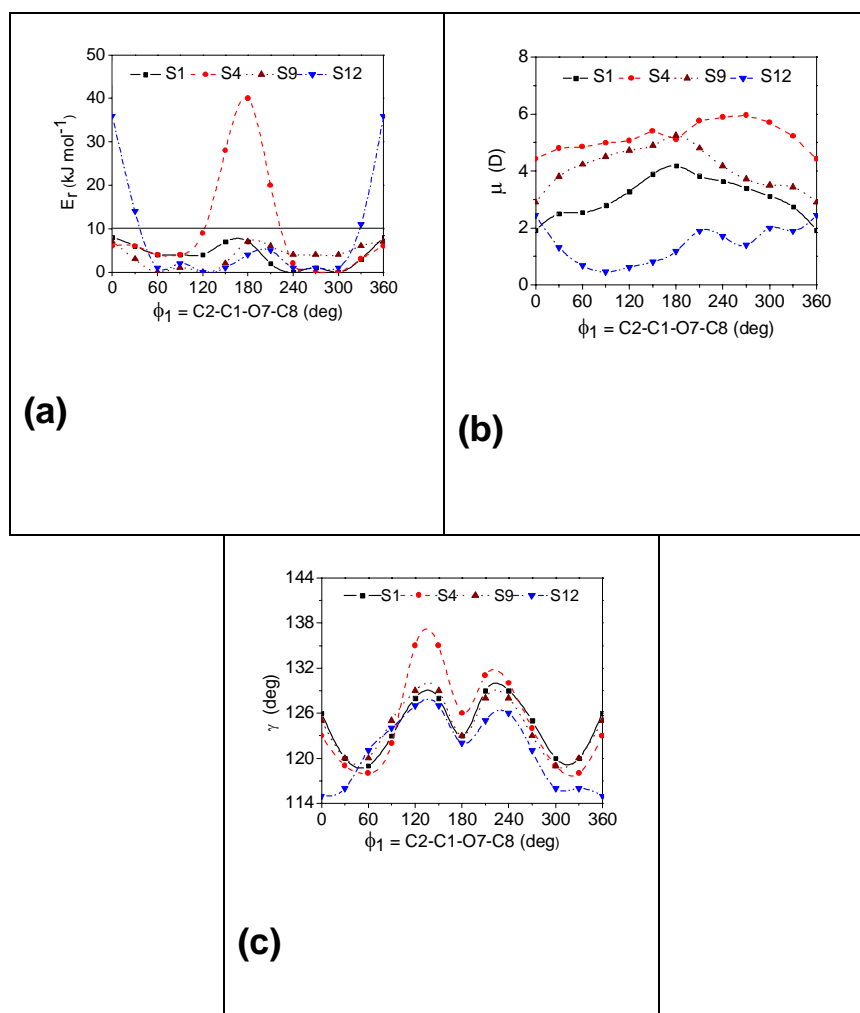 50
40
30
20
10
0
E_r (kJ mol⁻¹)
S1 S4 S9 S12
0 60 120 180 240 300 360
ϕ₁ = C2-C1-O7-C8 (deg)
(a)
8
6
4
2
0
μ (D)
S1 S4 S9 S12
0 60 120 180 240 300 360
ϕ₁ = C2-C1-O7-C8 (deg)
(b)
144
138
132
126
120
114
γ (deg)
S1 S4 S9 S12
0 60 120 180 240 300 360
ϕ₁ = C2-C1-O7-C8 (deg)
(c)